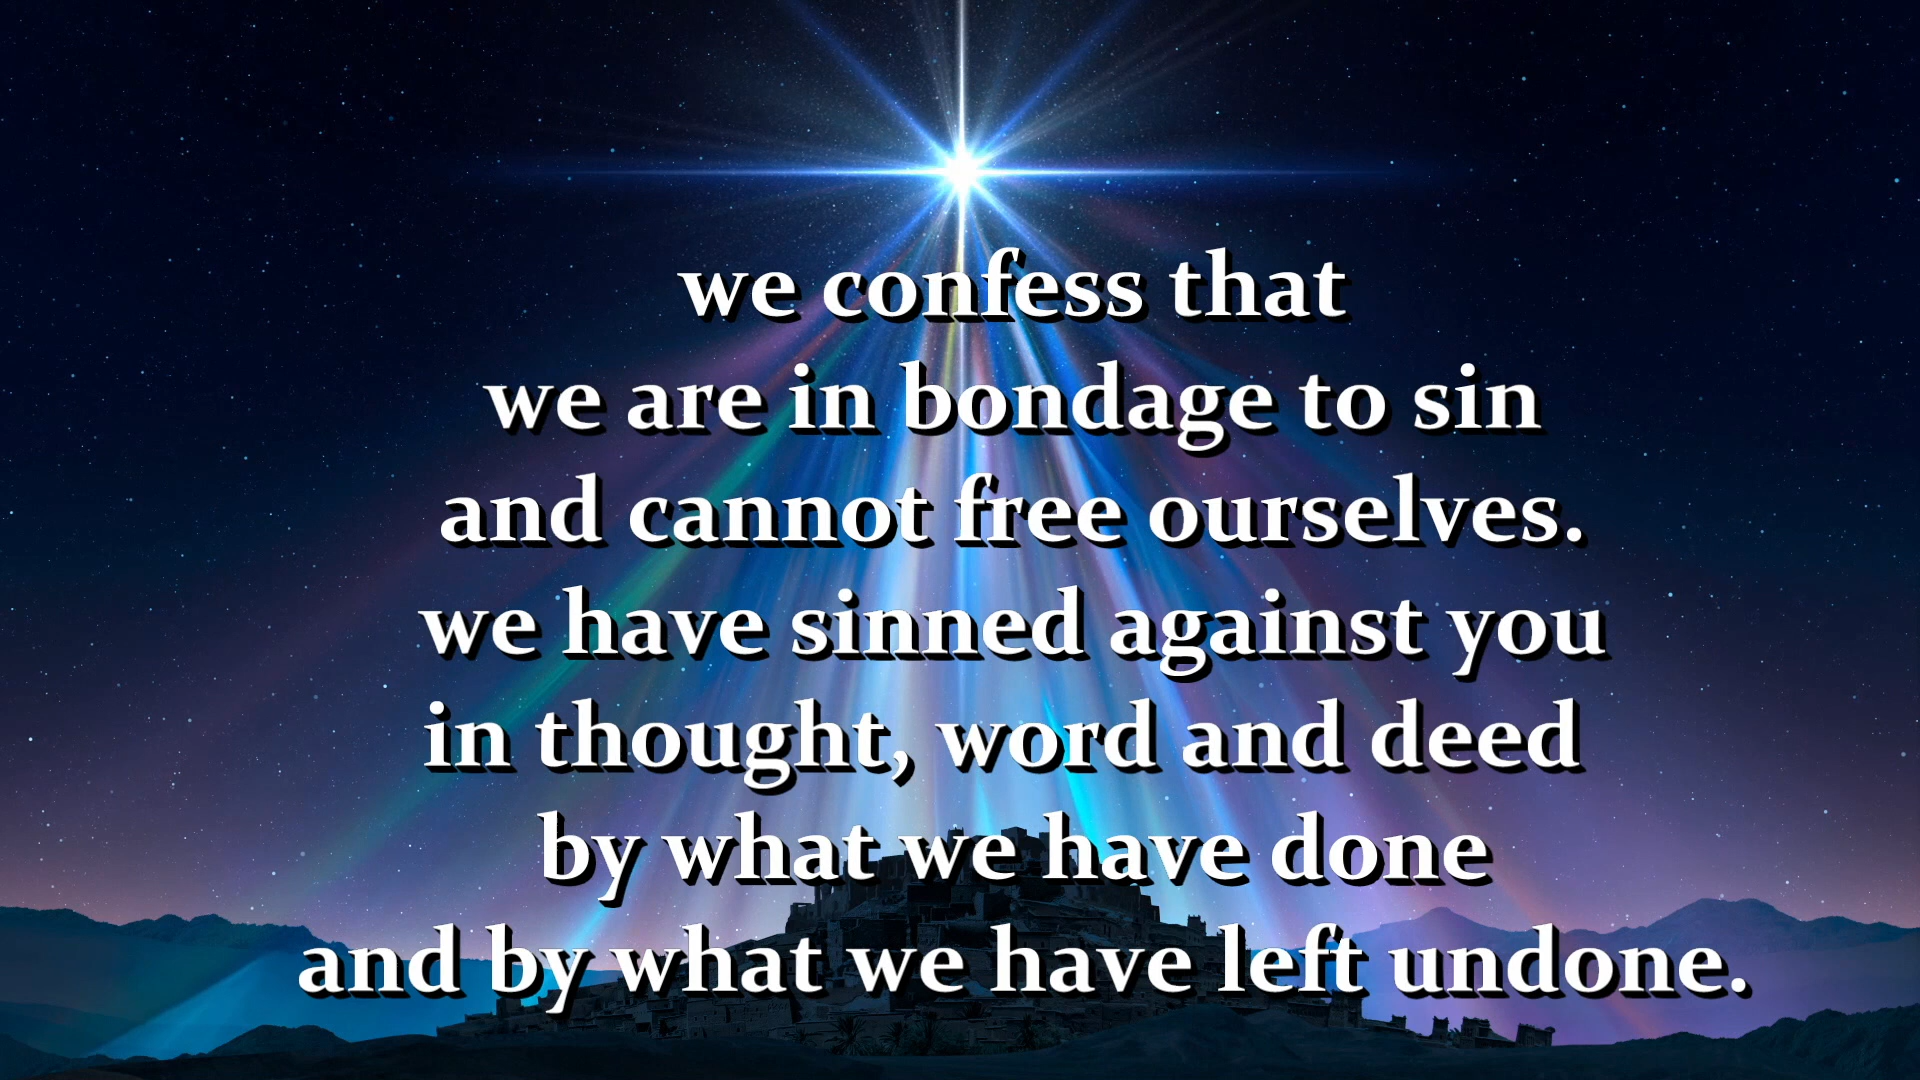 we confess that
we are in bondage to sin
and cannot free ourselves.
we have sinned against you
in thought, word and deed
by what we have done
and by what we have left undone.